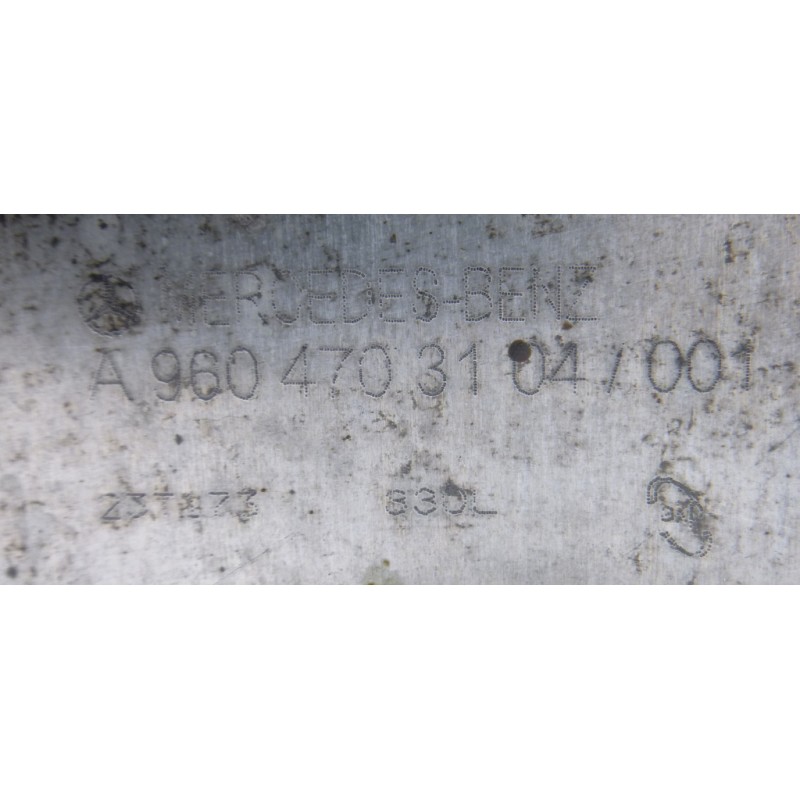 MERCEDES-BENZ
A 960 470 31 04 / 001
630L